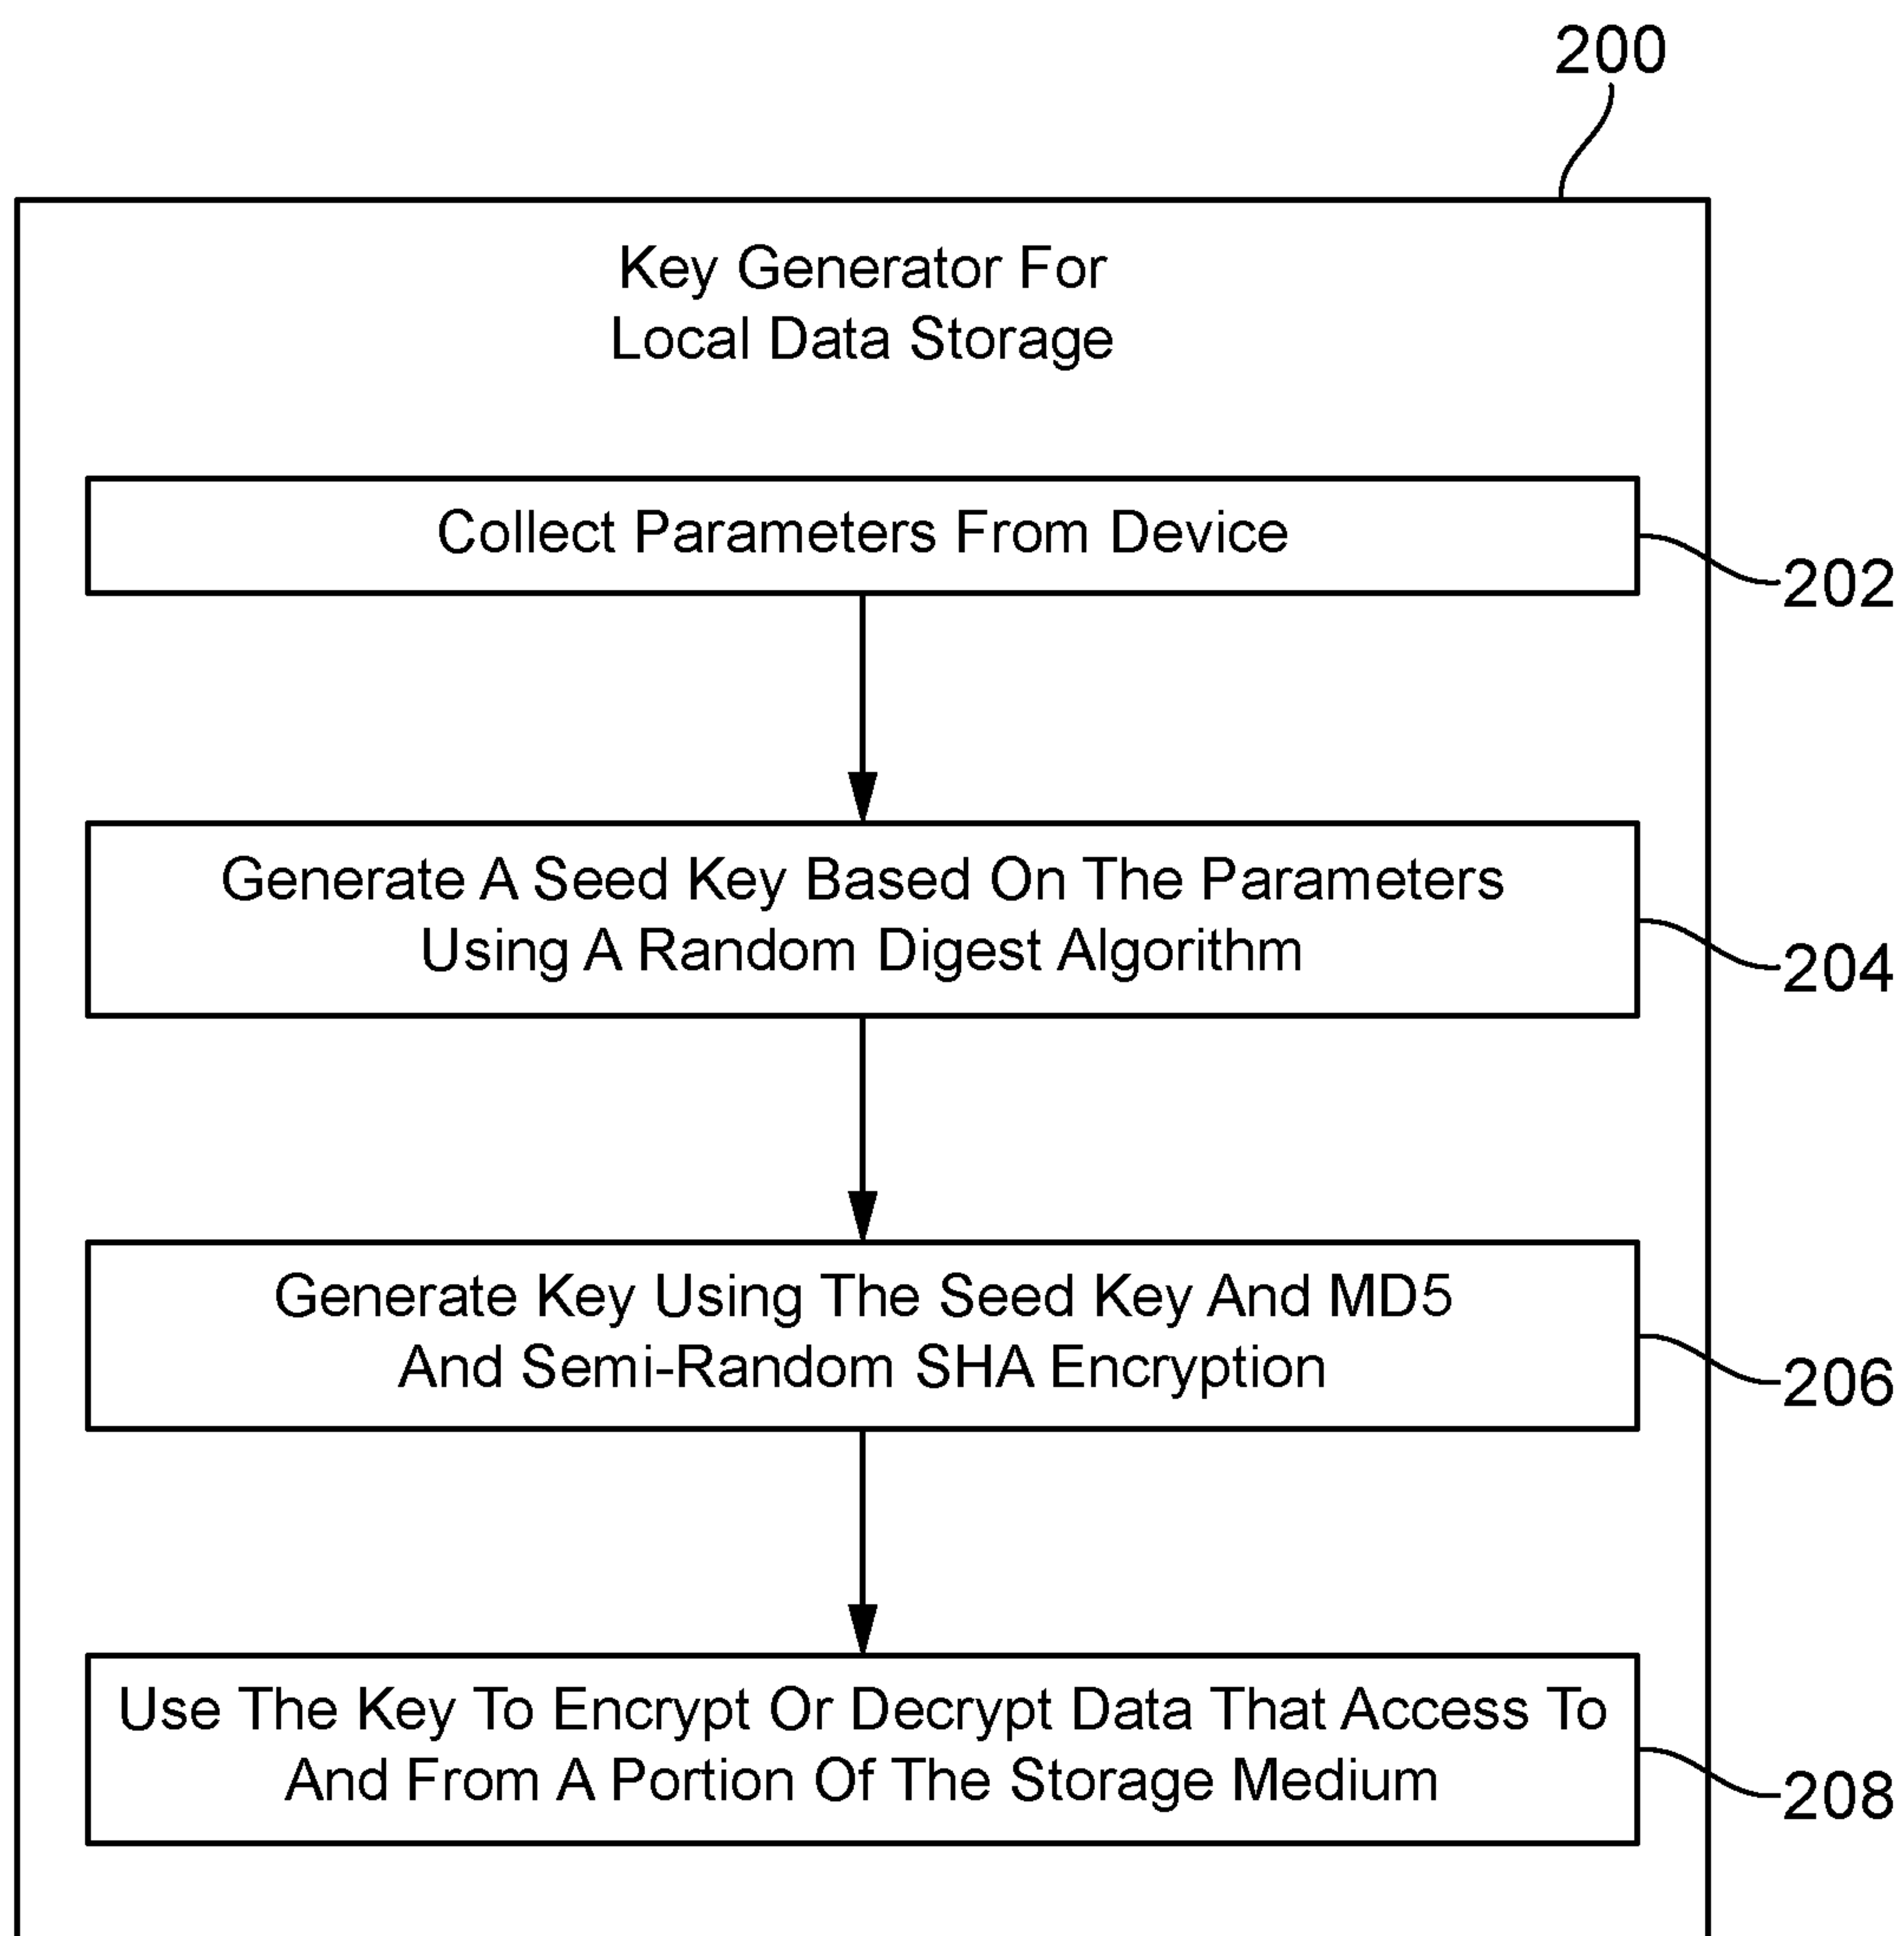 200
Key Generator For
Local Data Storage
Collect Parameters From Device
202
Generate A Seed Key Based On The Parameters
Using A Random Digest Algorithm
204
Generate Key Using The Seed Key And MD5
And Semi-Random SHA Encryption
206
Use The Key To Encrypt Or Decrypt Data That Access To
And From A Portion Of The Storage Medium
208